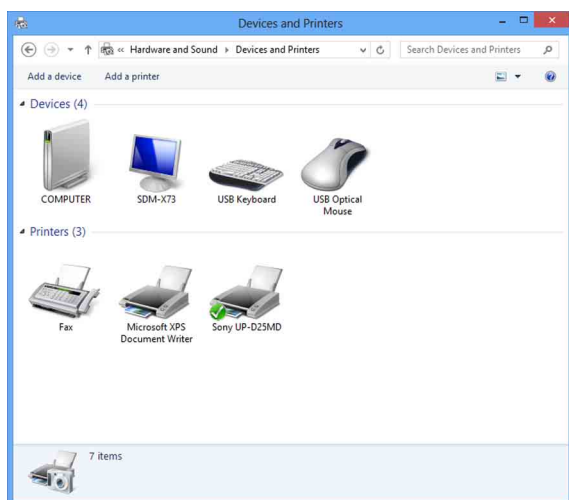 Devices and Printers
« Hardware and Sound Devices and Printers
Search Devices and Printers
Add a device Add a printer
Devices (4)
COMPUTER SDM-X73 USB Keyboard USB Optical
Mouse
Printers (3)
Fax Microsoft XPS Sony UP-D25MD
Document Writer
7 items